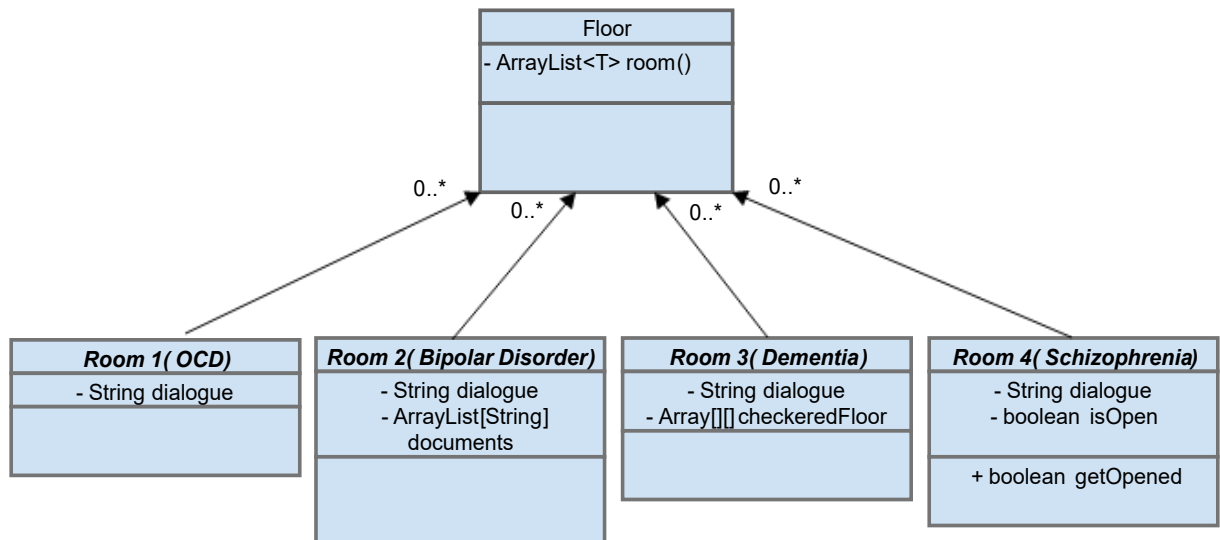 Floor
- ArrayList<T> room()
0..*
0..*
0..*
0..*
Room 1( OCD)
- String dialogue
Room 2( Bipolar Disorder)
- String dialogue
- ArrayList[String]
documents
Room 3( Dementia)
- String dialogue
- Array[][] checkeredFloor
Room 4( Schizophrenia)
- String dialogue
- boolean isOpen
+ boolean getOpened